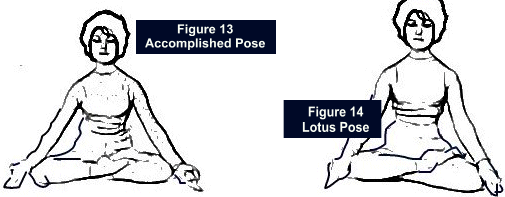 Figure 13
Accomplished Pose
Figure 14
Lotus Pose